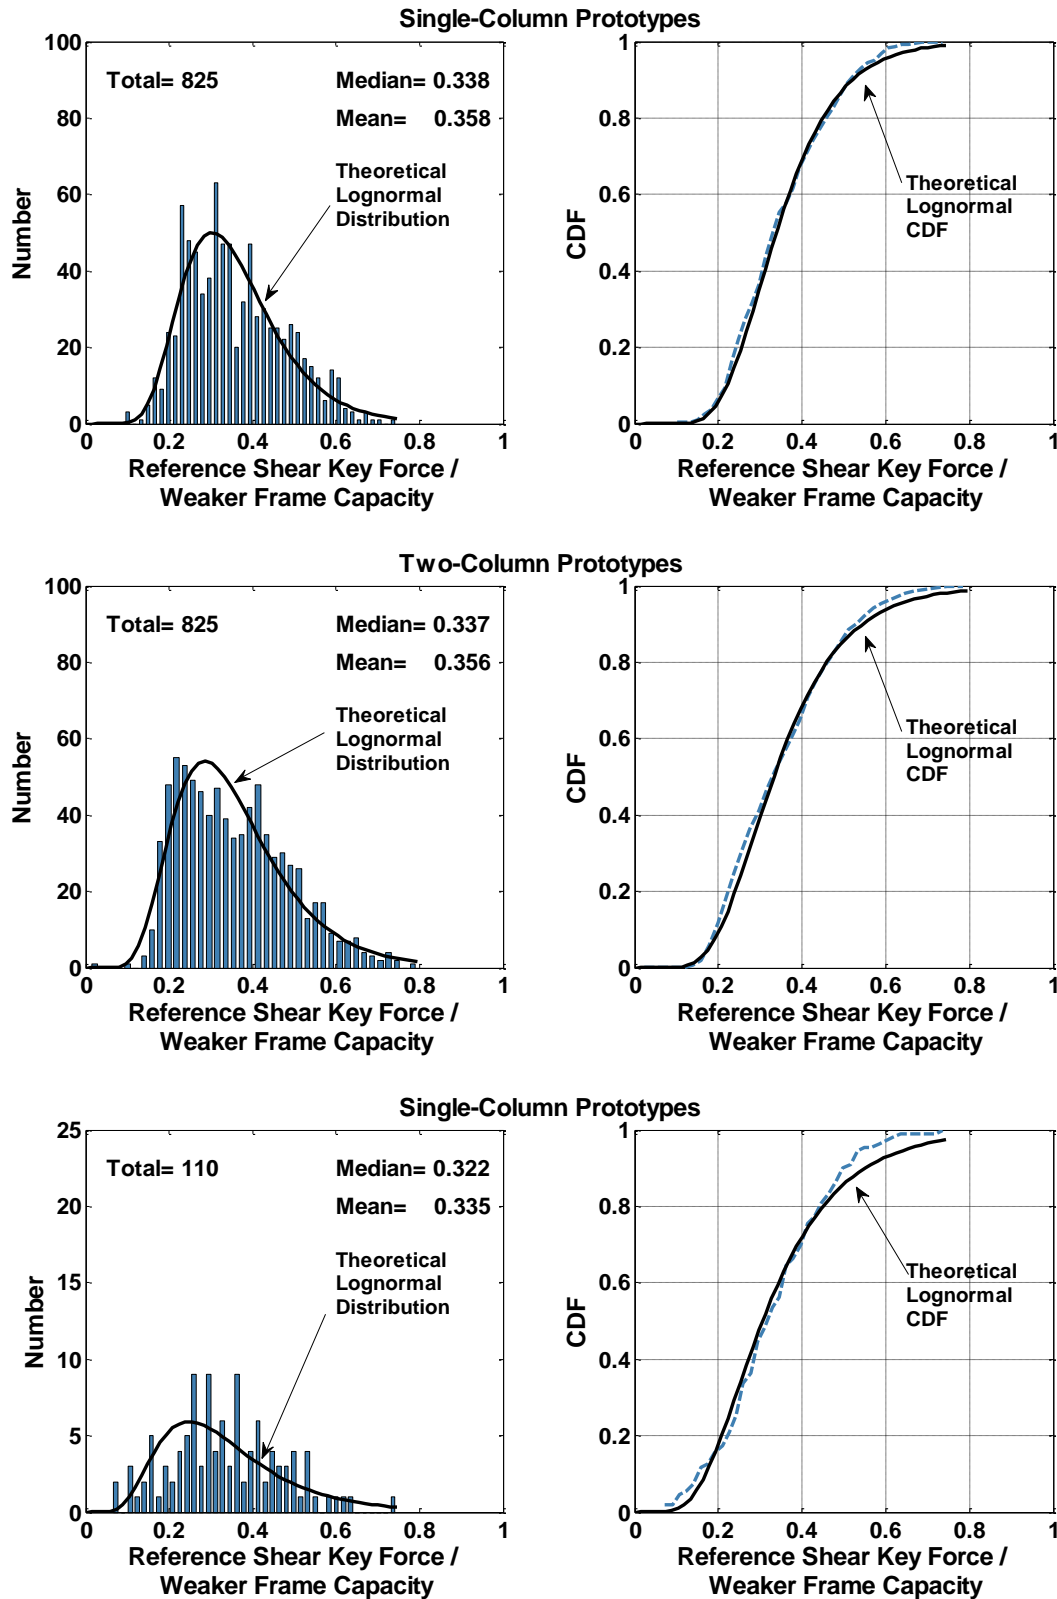 Single-Column Prototypes
Total= 825
Median= 0.338
Mean= 0.358
Theoretical
Lognormal
Distribution
Number
100
80
60
40
20
0
0 0.2 0.4 0.6 0.8 1
Reference Shear Key Force /
Weaker Frame Capacity
Theoretical
Lognormal
CDF
CDF
1
0.8
0.6
0.4
0.2
0
0 0.2 0.4 0.6 0.8 1
Reference Shear Key Force /
Weaker Frame Capacity
Two-Column Prototypes
Total= 825
Median= 0.337
Mean= 0.356
Theoretical
Lognormal
Distribution
Number
100
80
60
40
20
0
0 0.2 0.4 0.6 0.8 1
Reference Shear Key Force /
Weaker Frame Capacity
Theoretical
Lognormal
CDF
CDF
1
0.8
0.6
0.4
0.2
0
0 0.2 0.4 0.6 0.8 1
Reference Shear Key Force /
Weaker Frame Capacity
Single-Column Prototypes
Total= 110
Median= 0.322
Mean= 0.335
Theoretical
Lognormal
Distribution
Number
25
20
15
10
5
0
0 0.2 0.4 0.6 0.8 1
Reference Shear Key Force /
Weaker Frame Capacity
Theoretical
Lognormal
CDF
CDF
1
0.8
0.6
0.4
0.2
0
0 0.2 0.4 0.6 0.8 1
Reference Shear Key Force /
Weaker Frame Capacity